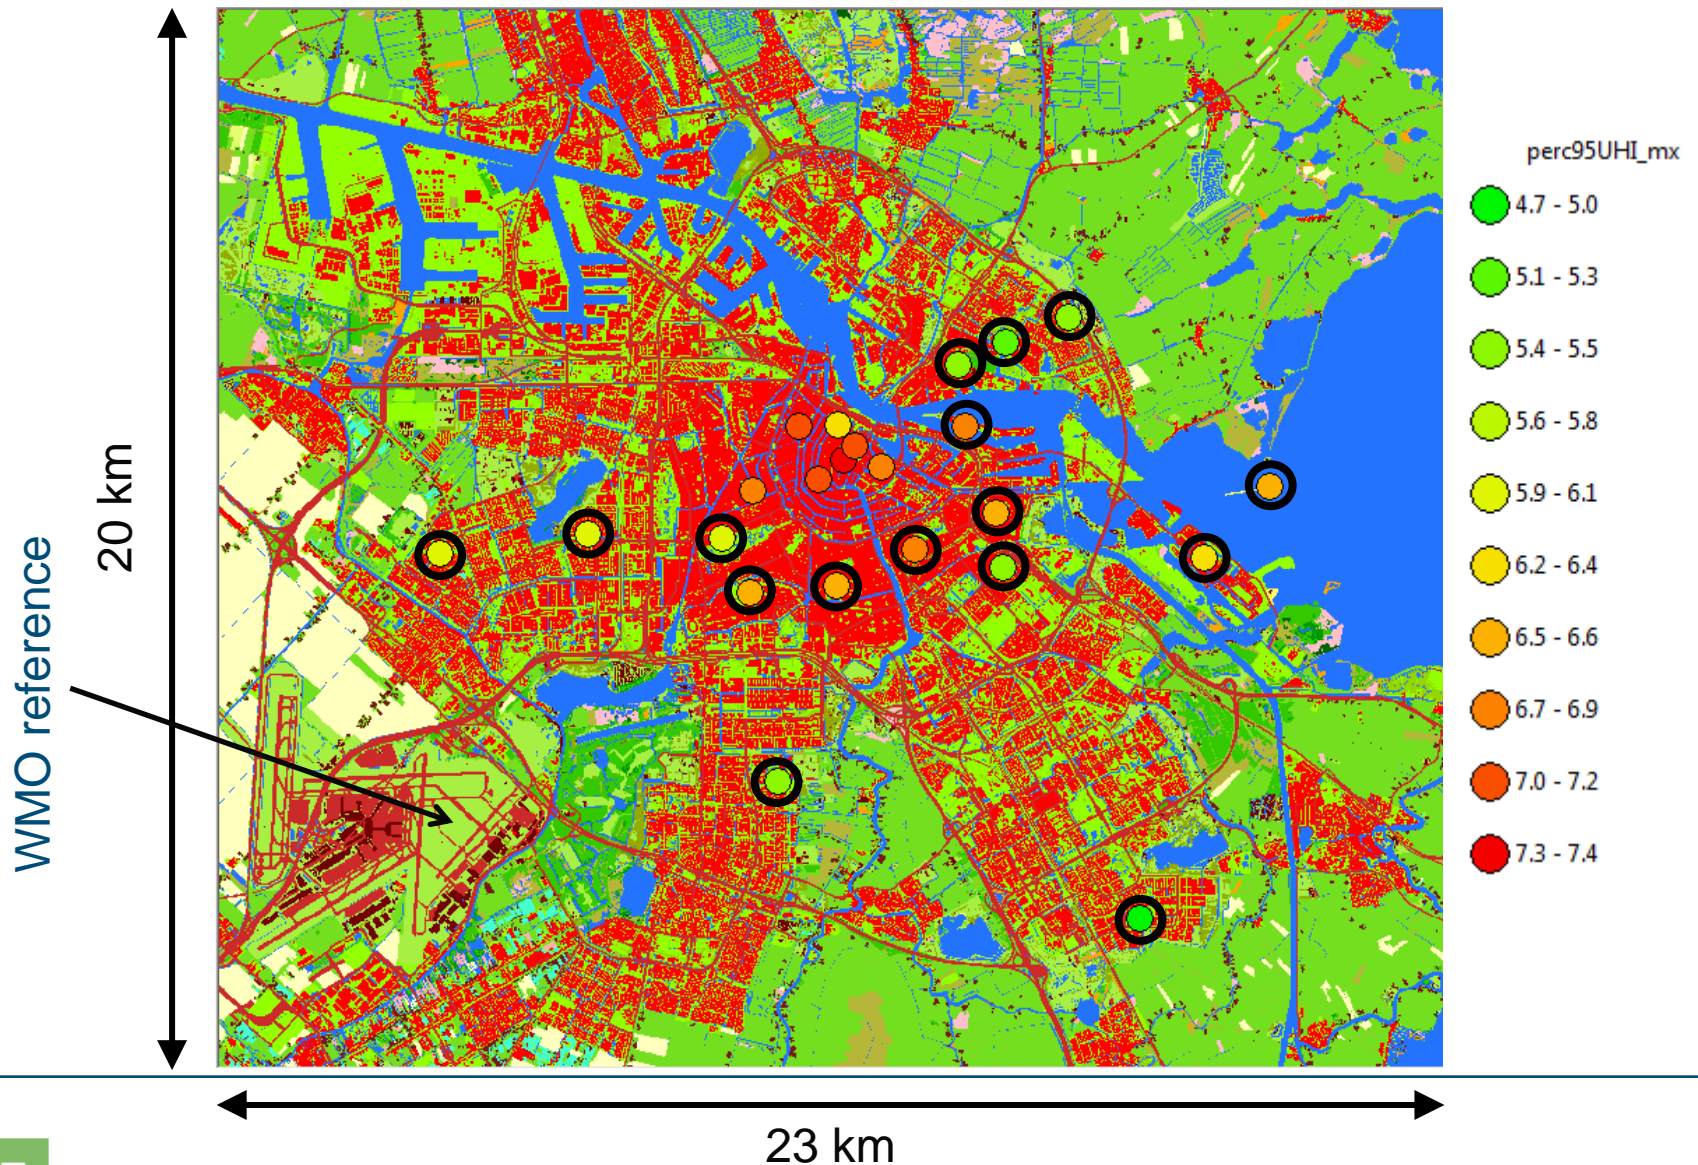 perc95UHI_mx
4.7 - 5.0
5.1 - 5.3
5.4 - 5.5
5.6 - 5.8
5.9 - 6.1
6.2 - 6.4
6.5 - 6.6
6.7 - 6.9
7.0 - 7.2
7.3 - 7.4
20 km
WMO reference
23 km